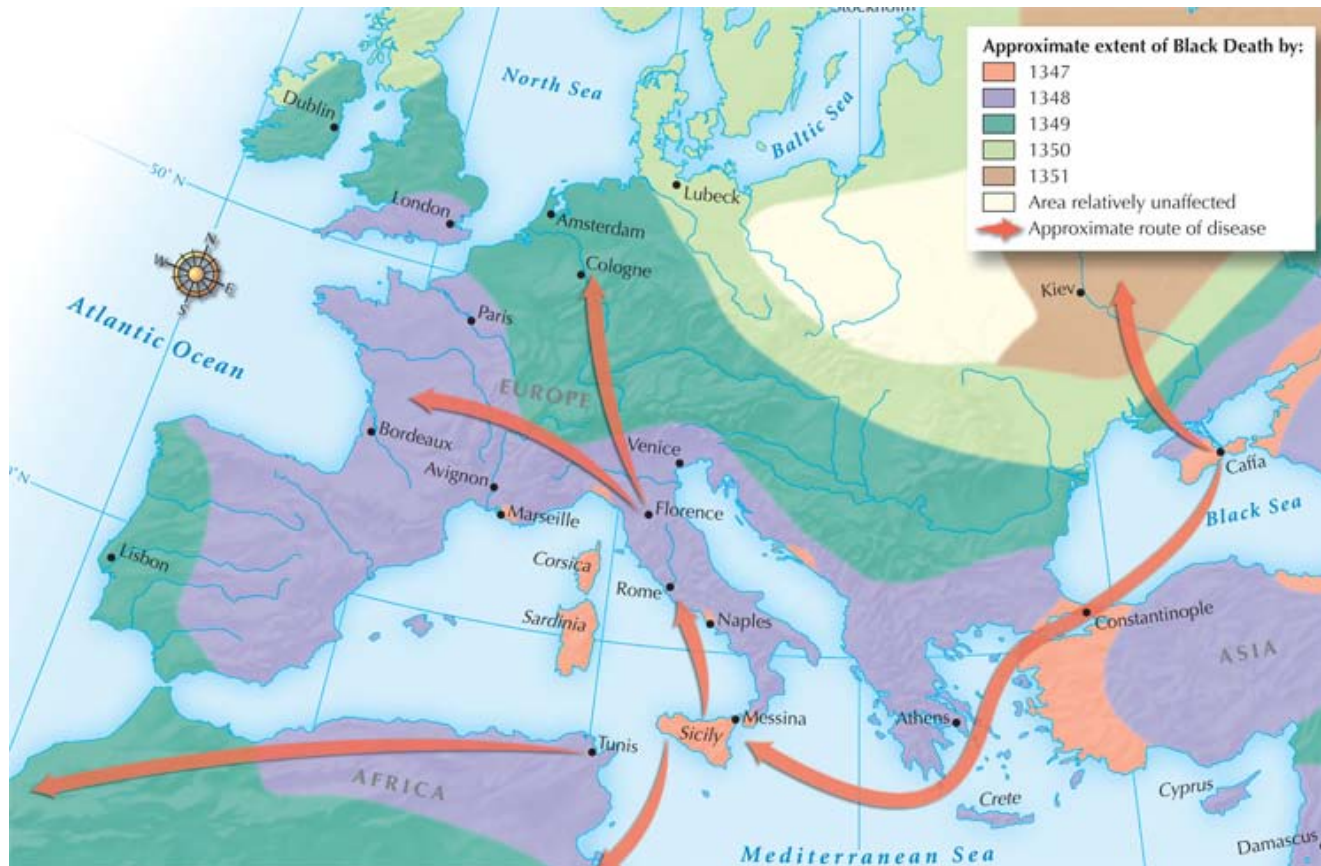 Stockholm
North Sea
Baltic Sea
Dublin
50° N
London
Lubeck
Amsterdam
Cologne
N
W
E
S
Kiev
Atlantic Ocean
Paris
EUROPE
Bordeaux
Venice
Avignon
Caffa
Marseille
Florence
Black Sea
Lisbon
Corsica
Rome
Sardinia
Naples
Constantinople
ASIA
Messina
Athens
Sicily
Tunis
AFRICA
Crete
Cyprus
Damascus
Mediterranean Sea
Approximate extent of Black Death by:
1347
1348
1349
1350
1351
Area relatively unaffected
Approximate route of disease